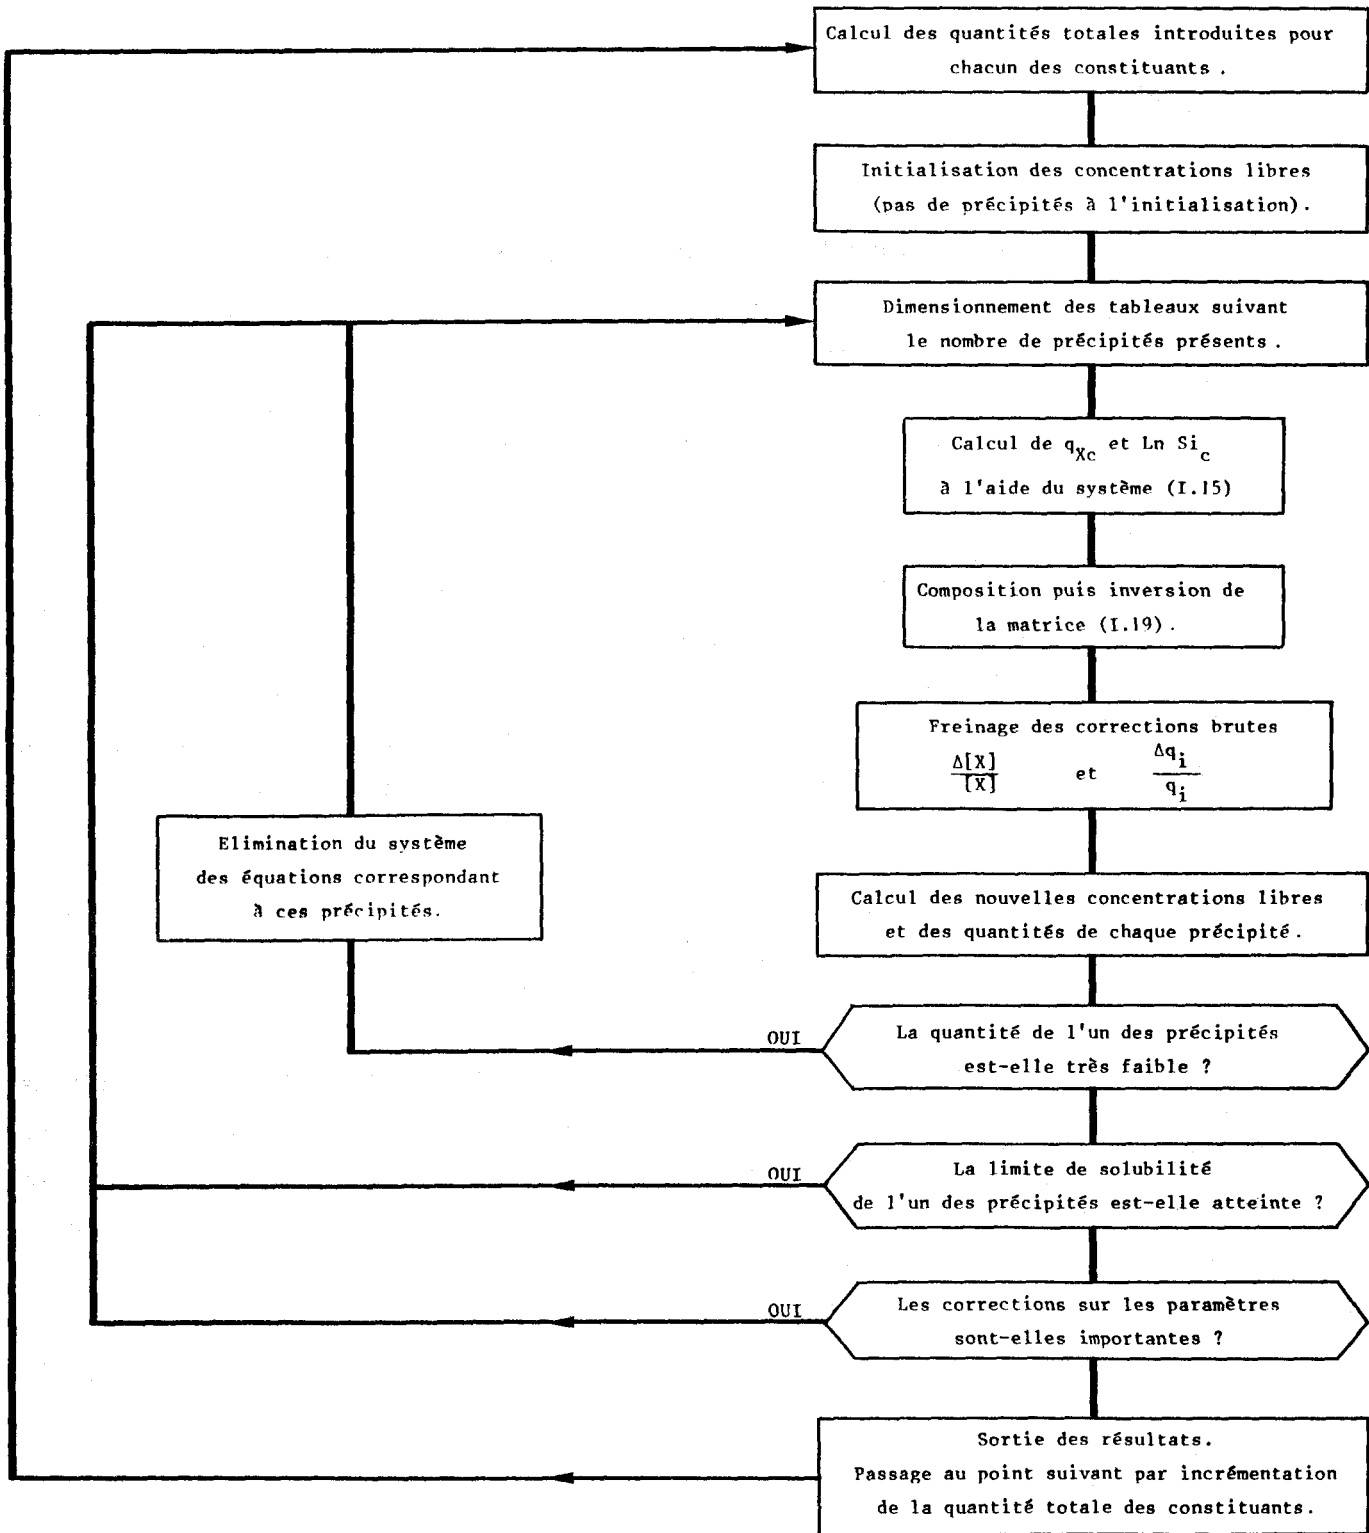 Calcul des quantités totales introduites pour
chacun des constituants .
Initialisation des concentrations libres
(pas de précipités à l'initialisation).
Dimensionnement des tableaux suivant
le nombre de précipités présents .
Calcul de q_Xc et Ln Si_c
à l'aide du système (I.15)
Composition puis inversion de
la matrice (I.19) .
Freinage des corrections brutes
Δ[X]/[X] et Δq_i/q_i
Elimination du système
des équations correspondant
à ces précipités.
Calcul des nouvelles concentrations libres
et des quantités de chaque précipité .
OUI
La quantité de l'un des précipités
est-elle très faible ?
OUI
La limite de solubilité
de l'un des précipités est-elle atteinte ?
OUI
Les corrections sur les paramètres
sont-elles importantes ?
Sortie des résultats.
Passage au point suivant par incrémentation
de la quantité totale des constituants.